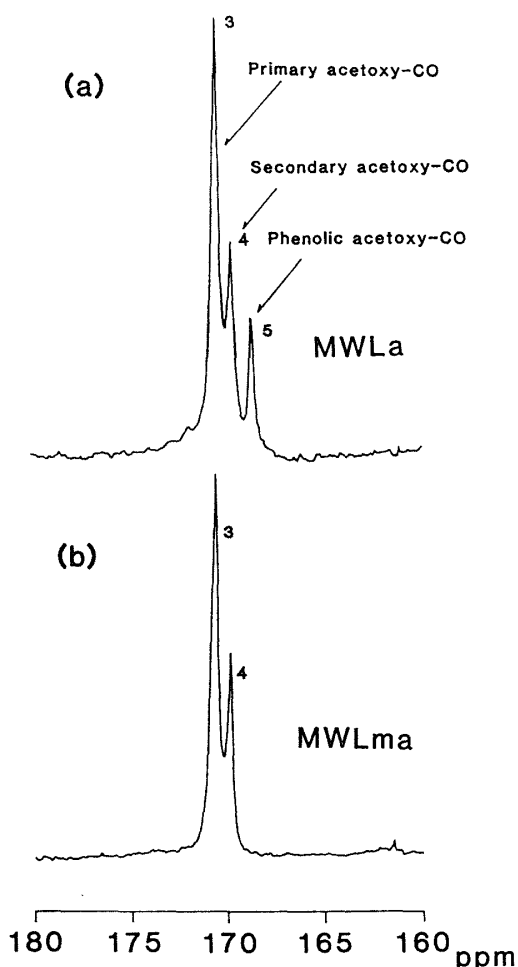 3
(a)
Primary acetoxy-CO
Secondary acetoxy-CO
4
Phenolic acetoxy-CO
5
MWLa
3
(b)
4
MWLma
180 175 170 165 160 ppm